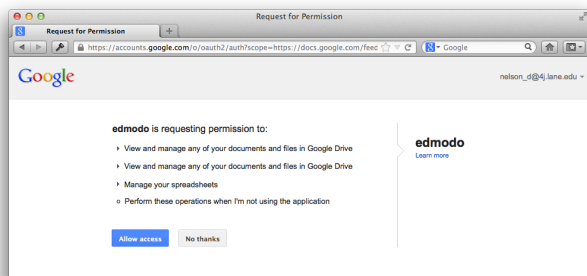 Request for Permission
Request for Permission
https://accounts.google.com/o/oauth2/auth?scope=https://docs.google.com/feed
Google
Google
nelson_d@4j.lane.edu
edmodo is requesting permission to:
View and manage any of your documents and files in Google Drive
View and manage any of your documents and files in Google Drive
Manage your spreadsheets
Perform these operations when I'm not using the application
edmodo
Learn more
Allow access
No thanks